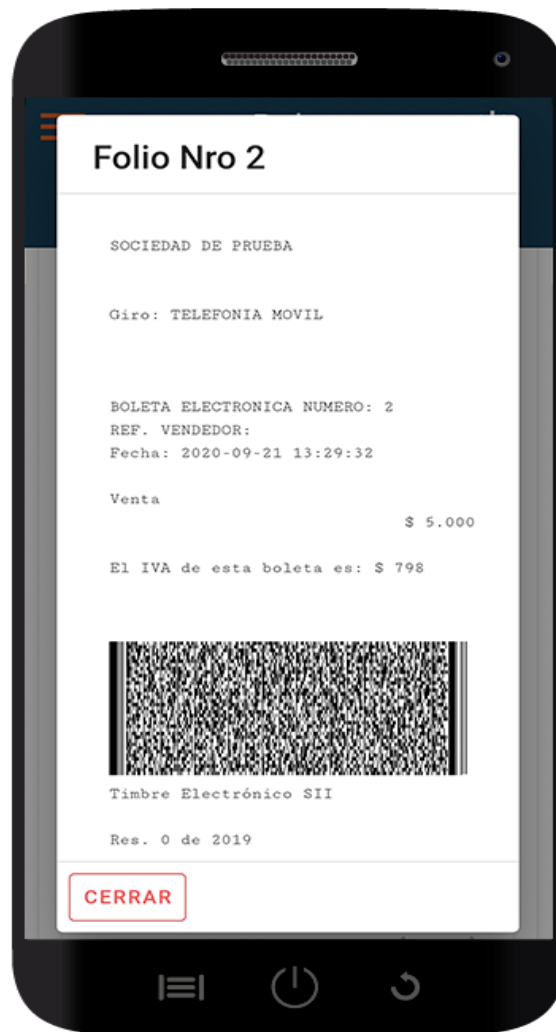 Folio Nro 2
SOCIEDAD DE PRUEBA
Giro: TELEFONIA MOVIL
BOLETA ELECTRONICA NUMERO: 2
REF. VENDEDOR:
Fecha: 2020-09-21 13:29:32
Venta
$ 5.000
El IVA de esta boleta es: $ 798
Timbre Electrónico SII
Res. 0 de 2019
CERRAR